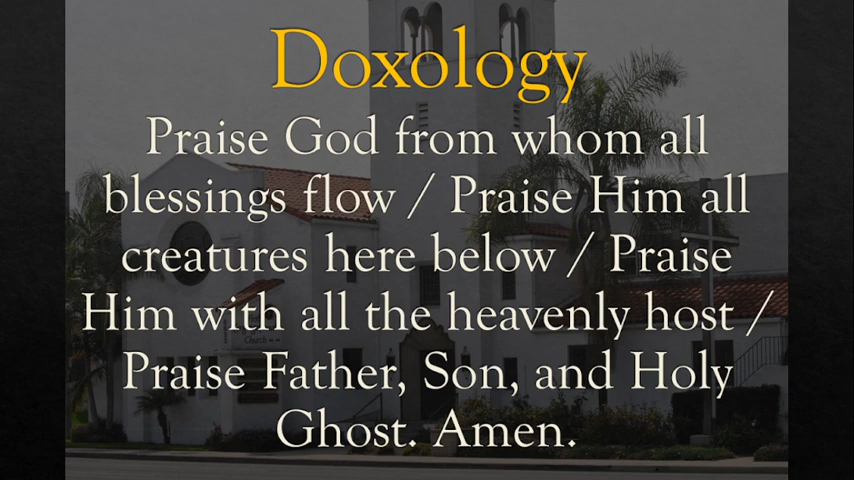 Doxology
Praise God from whom all
blessings flow / Praise Him all
creatures here below / Praise
Him with all the heavenly host /
Praise Father, Son, and Holy
Ghost. Amen.
Church